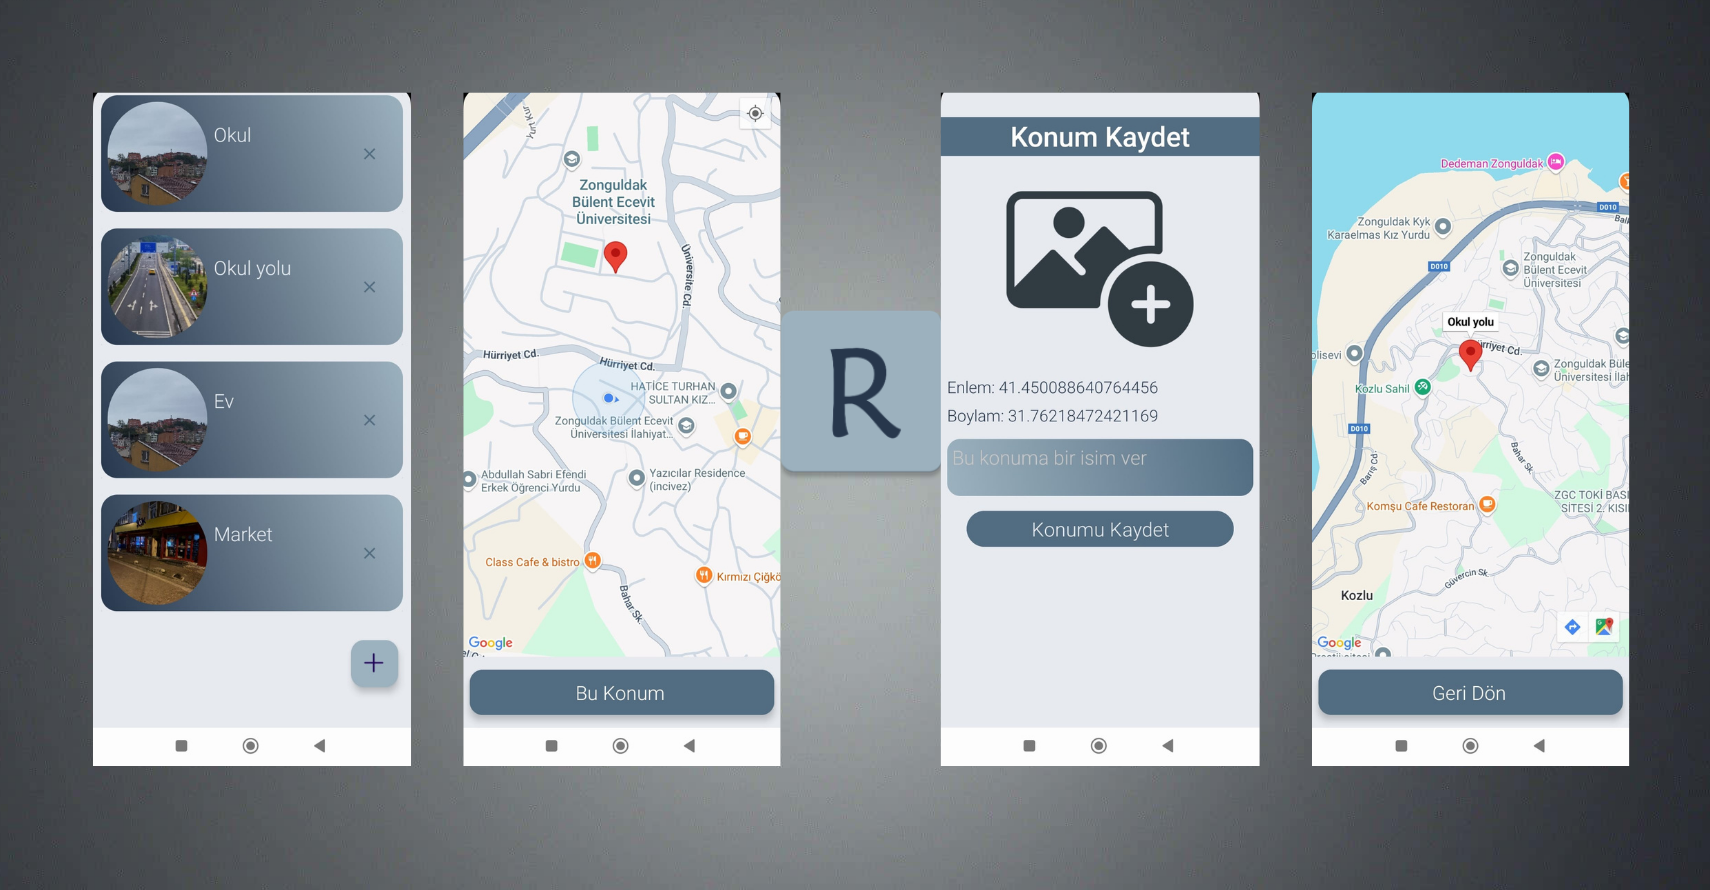 Okul
Okul yolu
Ev
Market
Zonguldak
Bülent Ecevit
Üniversitesi
Üniversite Cd.
Hürriyet Cd.
Hürriyet Cd.
HATİCE TURHAN
SULTAN KIZ...
Zonguldak Bülent Ecevit
Üniversitesi İlahiyat...
Abdullah Sabri Efendi
Erkek Öğrenci Yurdu
Yazıcılar Residence
(incivez)
Class Cafe & bistro
Kırmızı Çiğkö
Bahar Sk.
Google
Bu Konum
R
Konum Kaydet
Enlem: 41.450088640764456
Boylam: 31.76218472421169
Bu konuma bir isim ver
Konumu Kaydet
Dedeman Zonguldak
D010
Zonguldak Kyk
Karaelmas Kız Yurdu
D010
Zonguldak
Bülent Ecevit
Üniversitesi
Okul yolu
ürriyet Cd.
olisevi
Zonguldak Büle
Üniversitesi İlah
Kozlu Sahil
D010
Barış Cd.
Bahar Sk.
ZGC TOKİ BAS
SİTESİ 2. KISI
Komşu Cafe Restoran
Güvercin Sk.
Kozlu
Google
Geri Dön